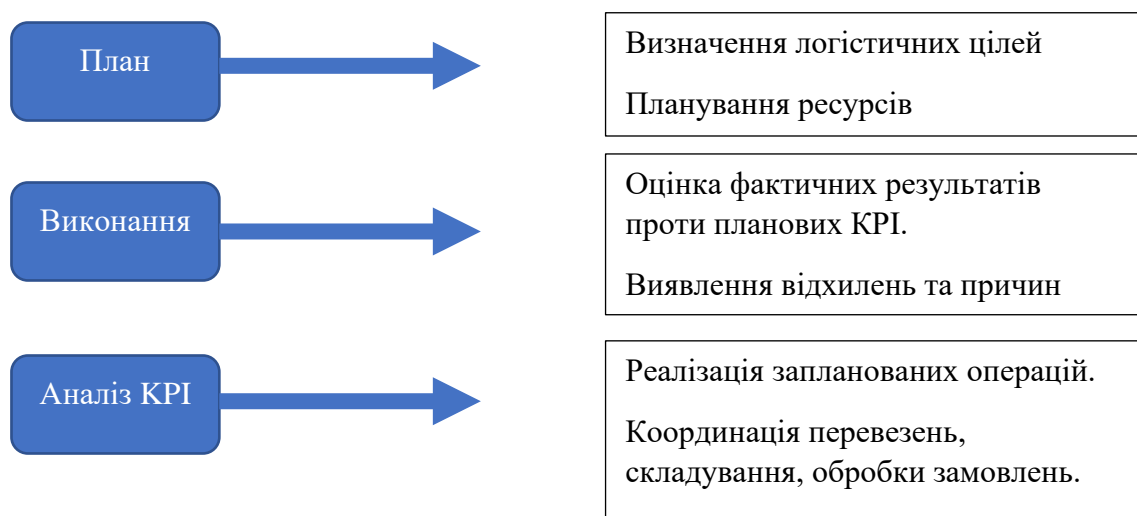 План
Визначення логістичних цілей
Планування ресурсів
Виконання
Оцінка фактичних результатів
проти планових КРІ.
Виявлення відхилень та причин
Аналіз KPI
Реалізація запланованих операцій.
Координація перевезень,
складування, обробки замовлень.